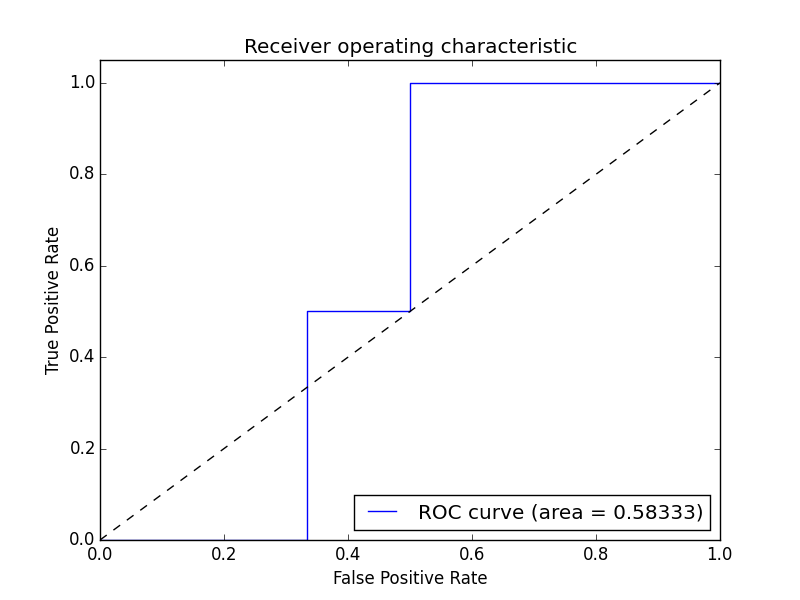 Receiver operating characteristic
1.0
0.8
0.6
0.4
0.2
0.0
True Positive Rate
ROC curve (area = 0.58333)
0.0 0.2 0.4 0.6 0.8 1.0
False Positive Rate